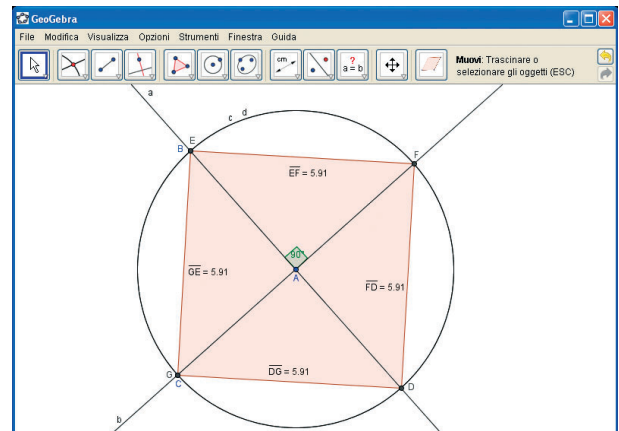 GeoGebra
File Modifica Visualizza Opzioni Strumenti Finestra Guida
cm
?
a = b
Muovi: Trascinare o
selezionare gli oggetti (ESC)
a
c d
E
B
F
EF = 5.91
90°
GE = 5.91
A
FD = 5.91
DG = 5.91
G
C
D
b